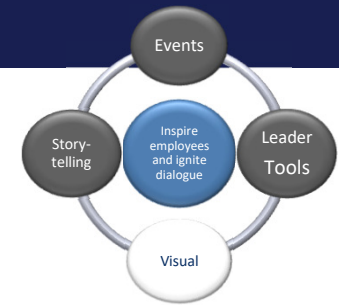 Events
Story-
telling
Inspire
employees
and ignite
dialogue
Leader
Tools
Visual